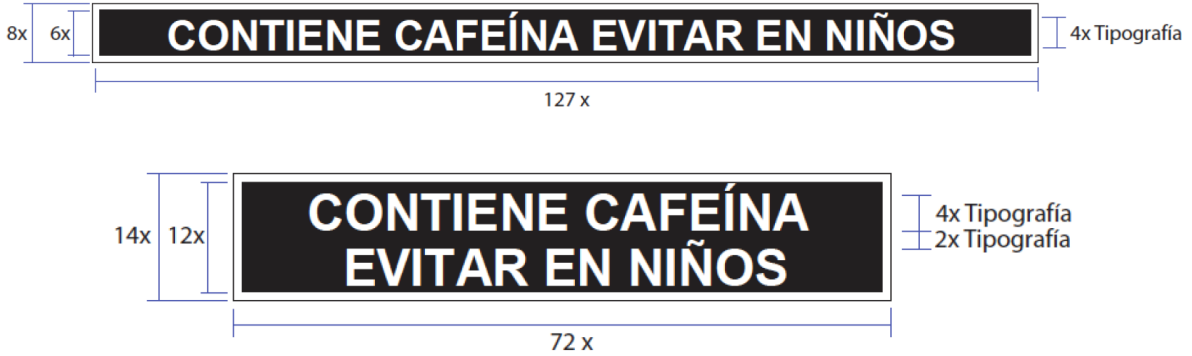 8x
6x
CONTIENE CAFEÍNA EVITAR EN NIÑOS
4x Tipografía
127 x
14x
12x
CONTIENE CAFEÍNA
EVITAR EN NIÑOS
4x Tipografía
2x Tipografía
72 x